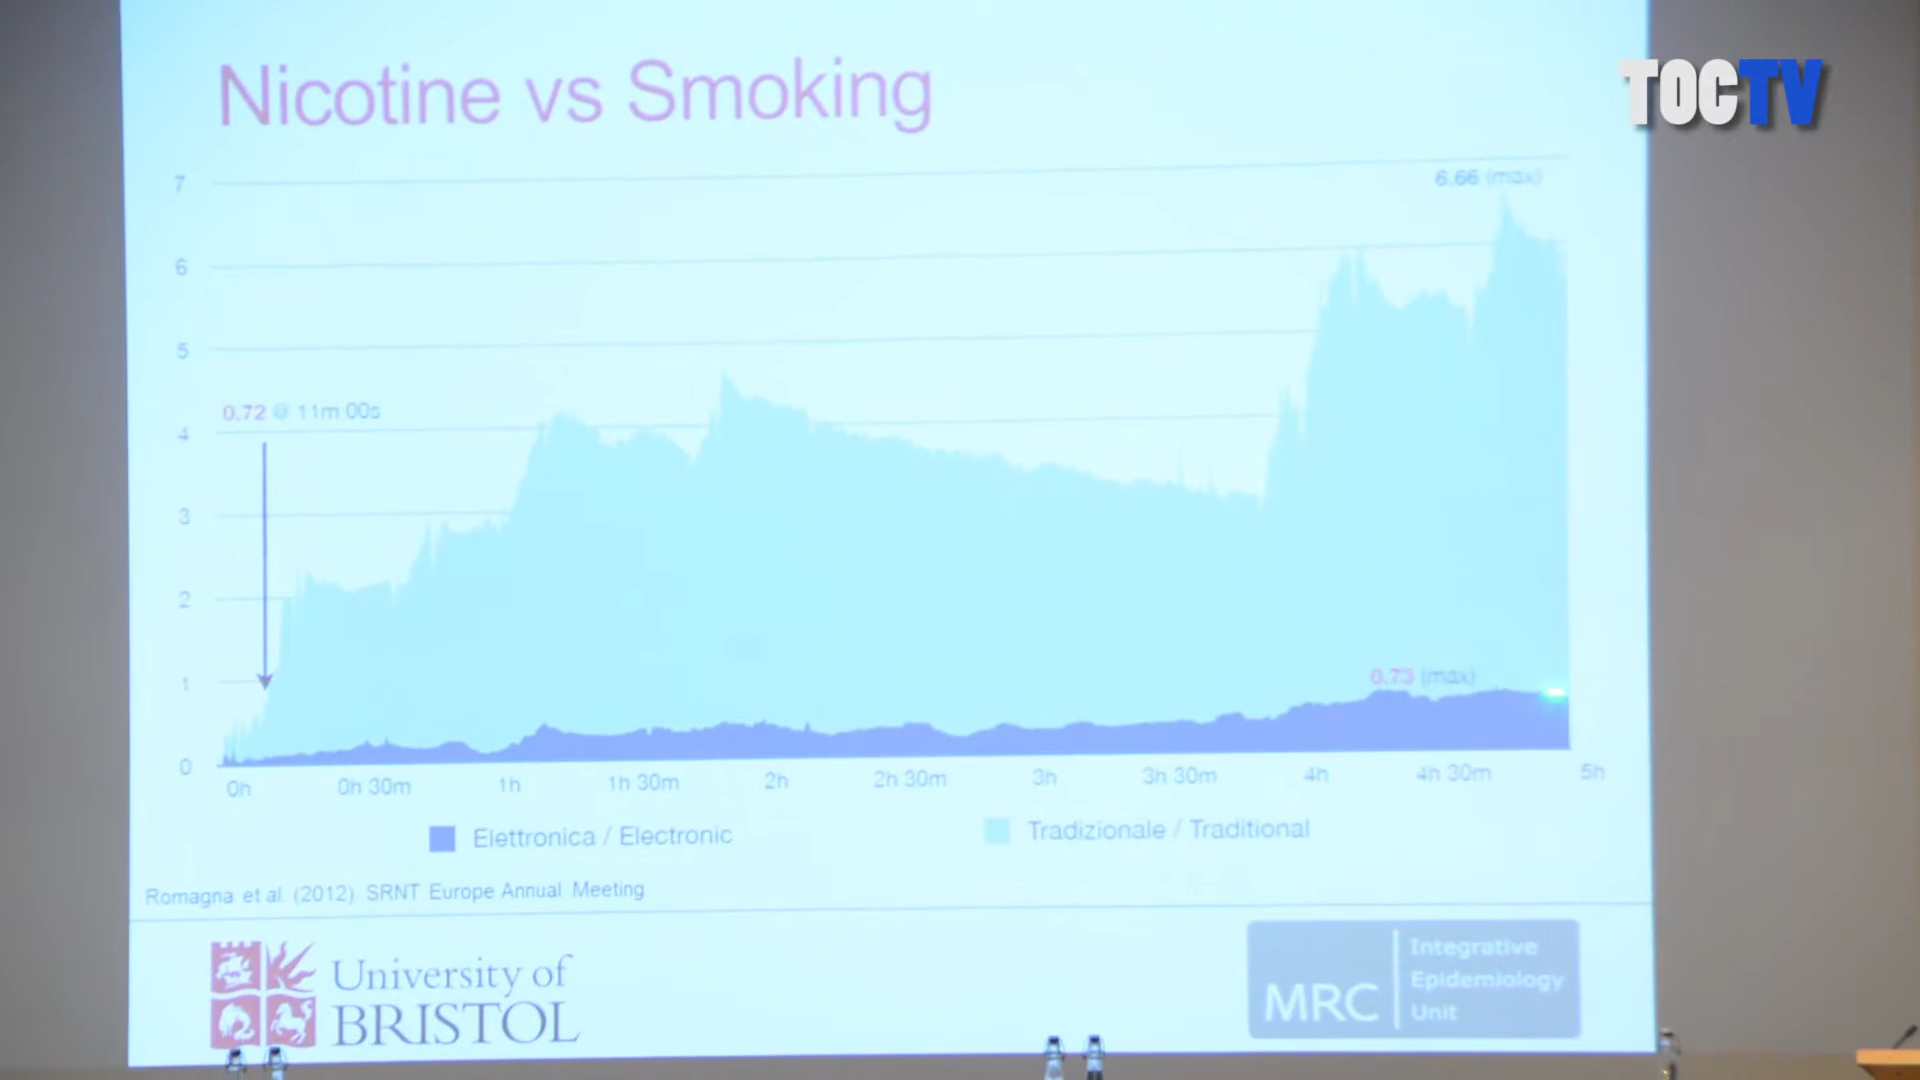 Nicotine vs Smoking
TOCTV
7
6.66 (max)
6
5
0.72 @ 11m 00s
4
3
2
1
0.73 (max)
0
0h 0h 30m 1h 1h 30m 2h 2h 30m 3h 3h 30m 4h 4h 30m 5h
Elettronica / Electronic
Tradizionale / Traditional
Romagna et al (2012) SRNT Europe Annual Meeting
University of
BRISTOL
MRC
Integrative
Epidemiology
Unit